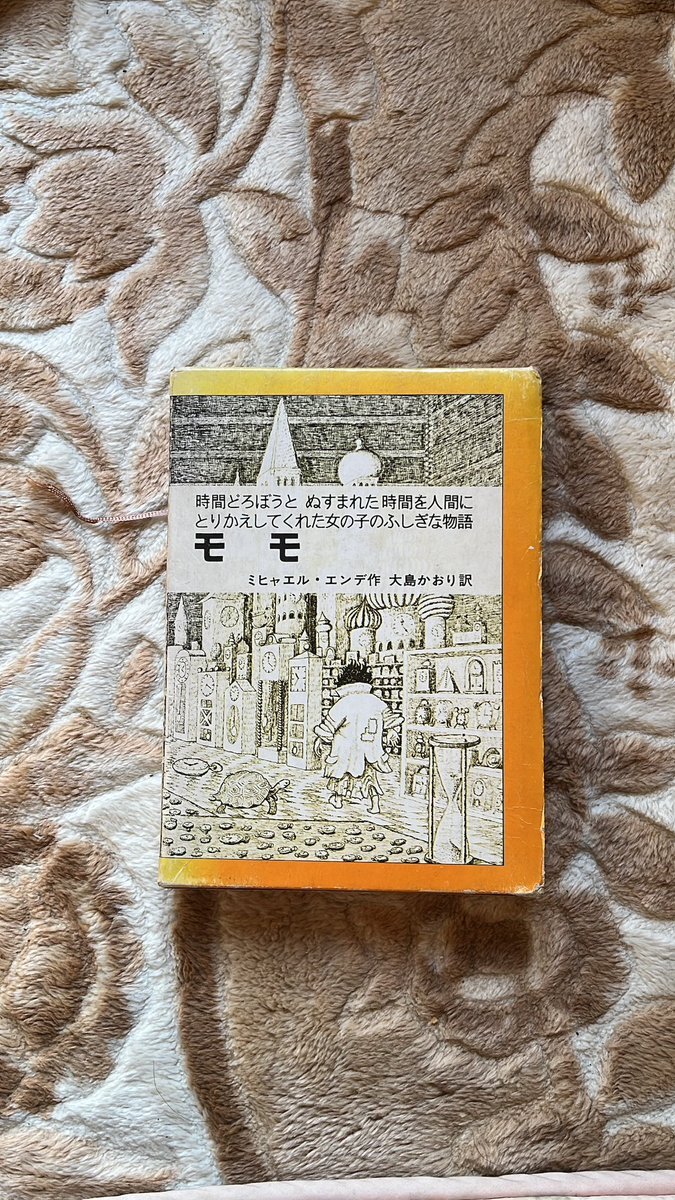 時間どろぼうと ぬすまれた時間を人間に
とりかえしてくれた女の子のふしぎな物語
モモ
ミヒャエル・エンデ作 大島かおり訳